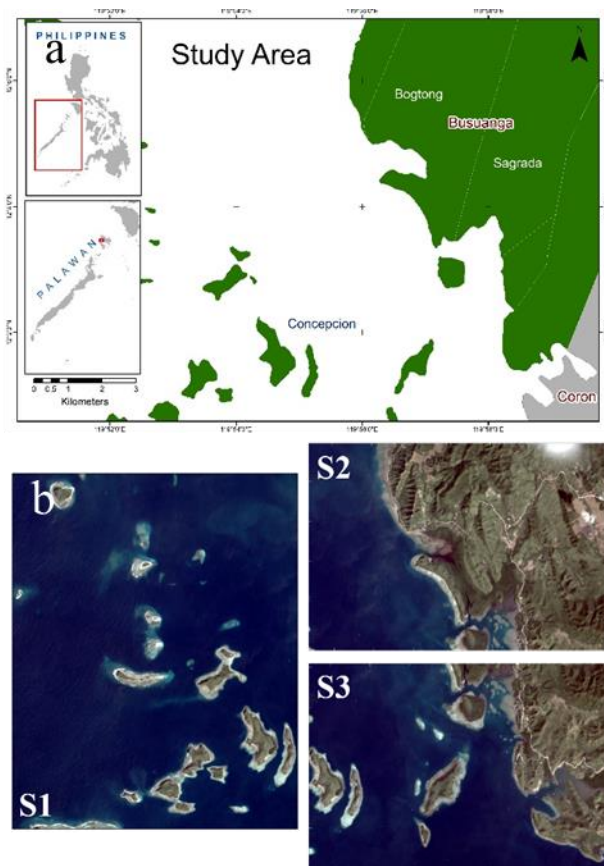 PHILIPPINES
a
Study Area
Bogtong
Busuanga
Sagrada
PALAWAN
Concepcion
0 0.5 1 2 3
Kilometers
Coron
b
S1
S2
S3